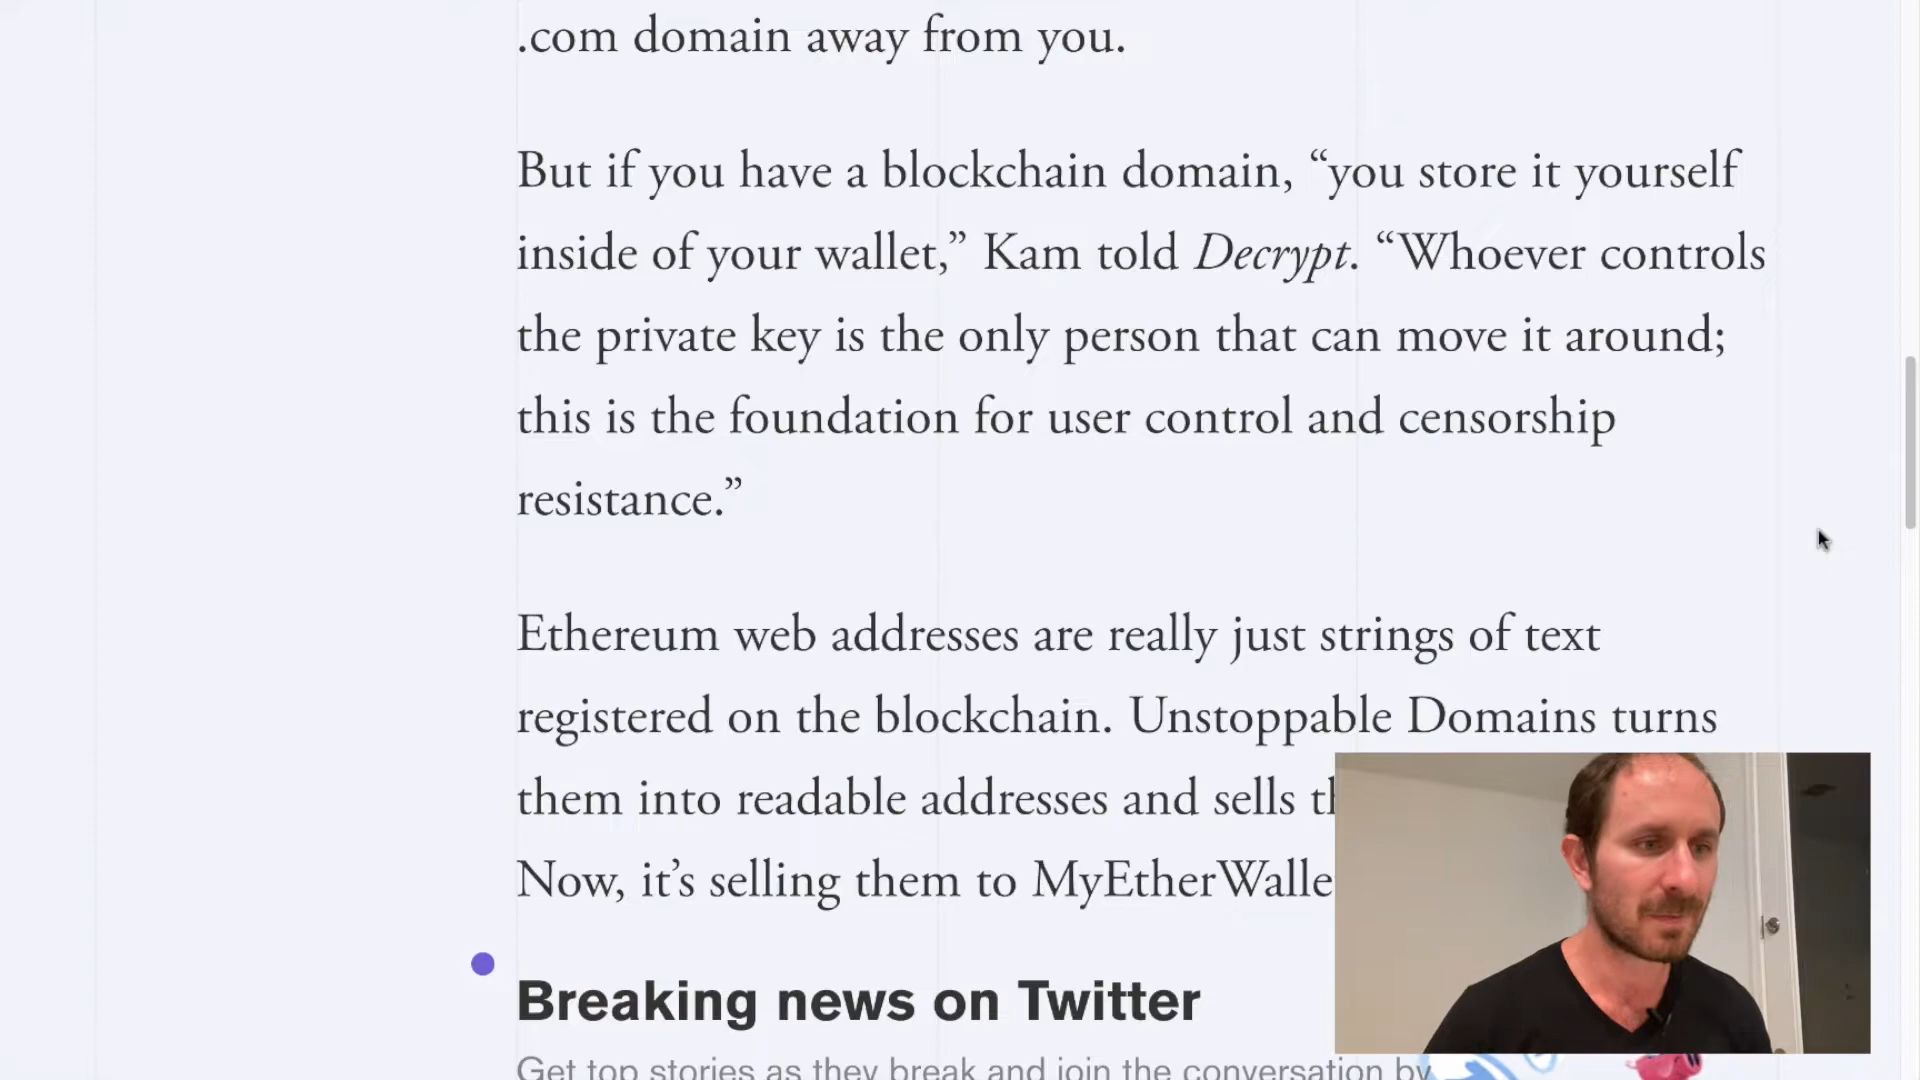 .com domain away from you.
But if you have a blockchain domain, “you store it yourself
inside of your wallet,” Kam told Decrypt. “Whoever controls
the private key is the only person that can move it around;
this is the foundation for user control and censorship
resistance.”
Ethereum web addresses are really just strings of text
registered on the blockchain. Unstoppable Domains turns
them into readable addresses and sells
Now, it’s selling them to MyEtherWalle
Breaking news on Twitter
Get top stories as they break and join the conversation by